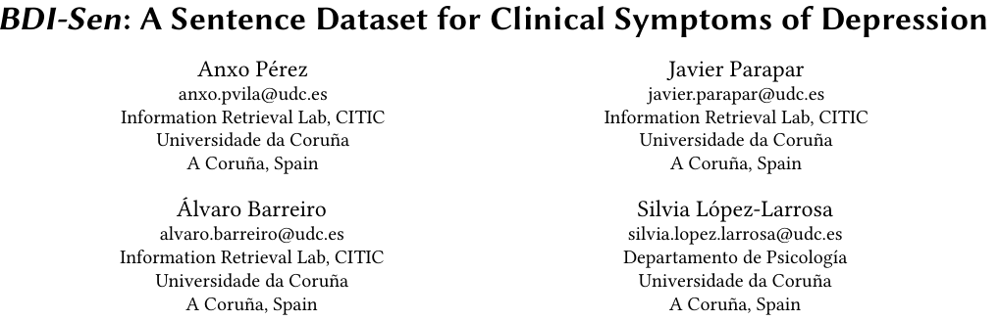 BDI-Sen: A Sentence Dataset for Clinical Symptoms of Depression
Anxo Pérez
anxo.pvila@udc.es
Information Retrieval Lab, CITIC
Universidade da Coruña
A Coruña, Spain
Javier Parapar
javier.parapar@udc.es
Information Retrieval Lab, CITIC
Universidade da Coruña
A Coruña, Spain
Álvaro Barreiro
alvaro.barreiro@udc.es
Information Retrieval Lab, CITIC
Universidade da Coruña
A Coruña, Spain
Silvia López-Larrosa
silvia.lopez.larrosa@udc.es
Departamento de Psicología
Universidade da Coruña
A Coruña, Spain